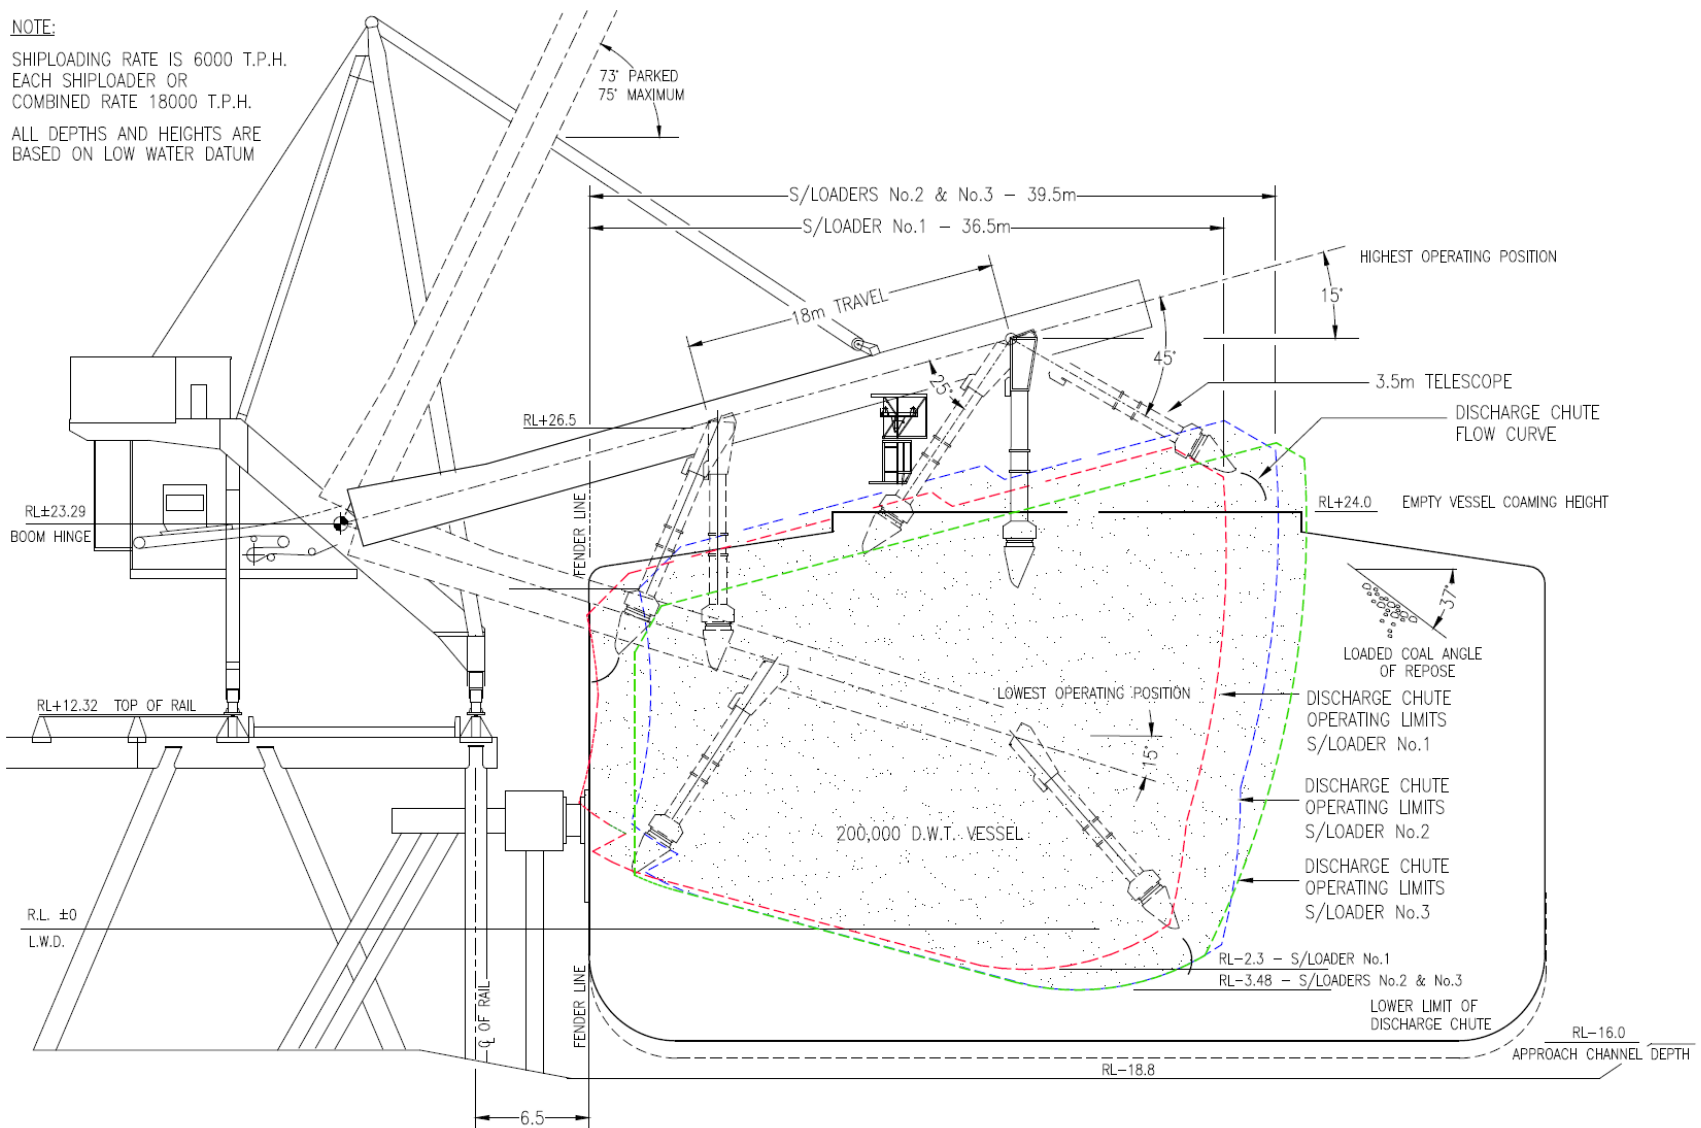 NOTE:
SHIPLOADING RATE IS 6000 T.P.H.
EACH SHIPLOADER OR
COMBINED RATE 18000 T.P.H.
ALL DEPTHS AND HEIGHTS ARE
BASED ON LOW WATER DATUM
73° PARKED
75° MAXIMUM
S/LOADERS No.2 & No.3 - 39.5m
S/LOADER No.1 - 36.5m
HIGHEST OPERATING POSITION
15°
18m TRAVEL
45°
25°
3.5m TELESCOPE
DISCHARGE CHUTE
FLOW CURVE
RL+26.5
RL+24.0
EMPTY VESSEL COAMING HEIGHT
RL±23.29
BOOM HINGE
FENDER LINE
37°
LOADED COAL ANGLE
OF REPOSE
RL+12.32 TOP OF RAIL
LOWEST OPERATING POSITION
15°
DISCHARGE CHUTE
OPERATING LIMITS
S/LOADER No.1
DISCHARGE CHUTE
OPERATING LIMITS
S/LOADER No.2
200,000 D.W.T. VESSEL
DISCHARGE CHUTE
OPERATING LIMITS
S/LOADER No.3
R.L. ±0
L.W.D.
RL-2.3 - S/LOADER No.1
RL-3.48 - S/LOADERS No.2 & No.3
LOWER LIMIT OF
DISCHARGE CHUTE
℄ OF RAIL
FENDER LINE
RL-16.0
APPROACH CHANNEL DEPTH
RL-18.8
6.5